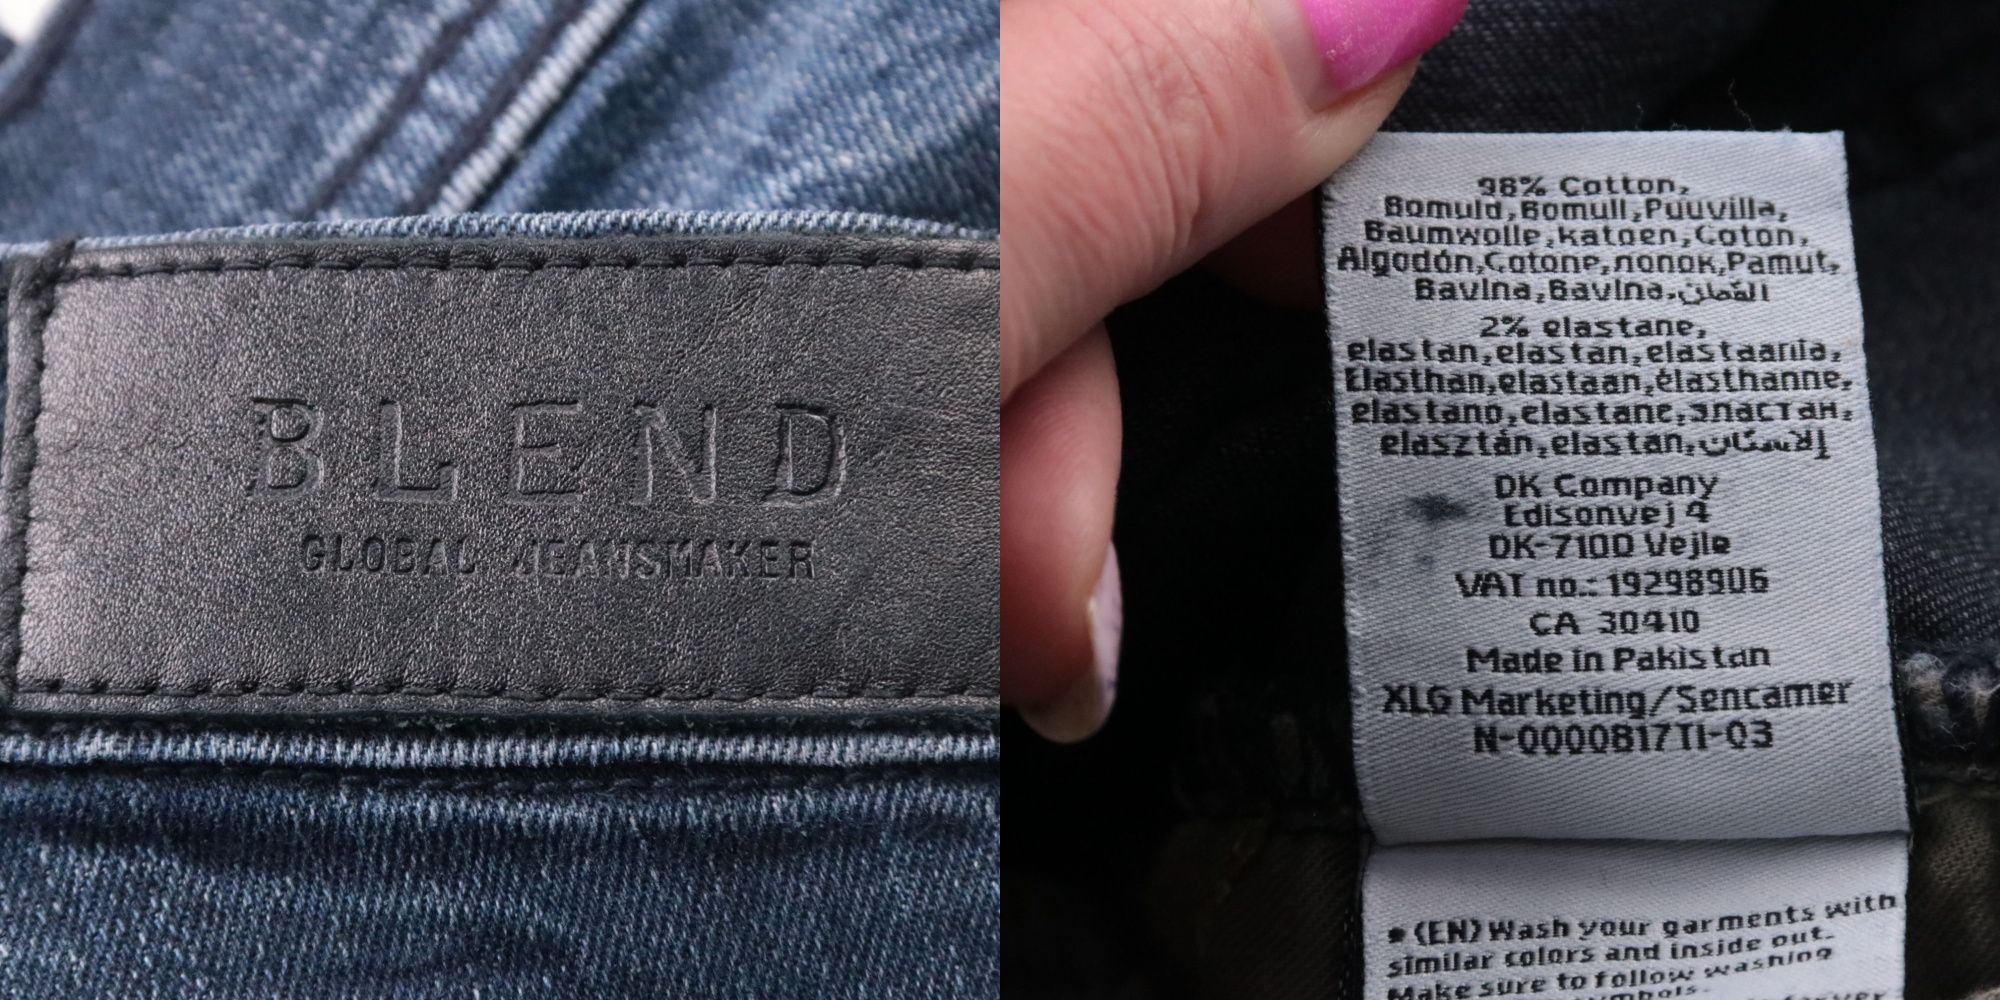 BLEND
GLOBAL JEANSMAKER
98% Cotton,
Bomuld,Bomull,Puuvilla,
Baumwolle,katoen,Coton,
Algodón,Cotone,nonoK,Pamut,
Bavlna,Bavlna,القطن
2% elastane,
elastan,elastan,elastaania,
Elasthan,elastaan,élasthanne,
elastano,elastane,эластан,
elasztán,elastan,إلاستان
DK Company
Edisonvej 4
DK-7100 Vejle
VAT no.: 19298906
CA 30410
Made in Pakistan
XLG Marketing/Sencamer
N-0000817TI-03
* (EN) Wash your garments with
similar colors and inside out.
Make sure to follow washing
symbols.